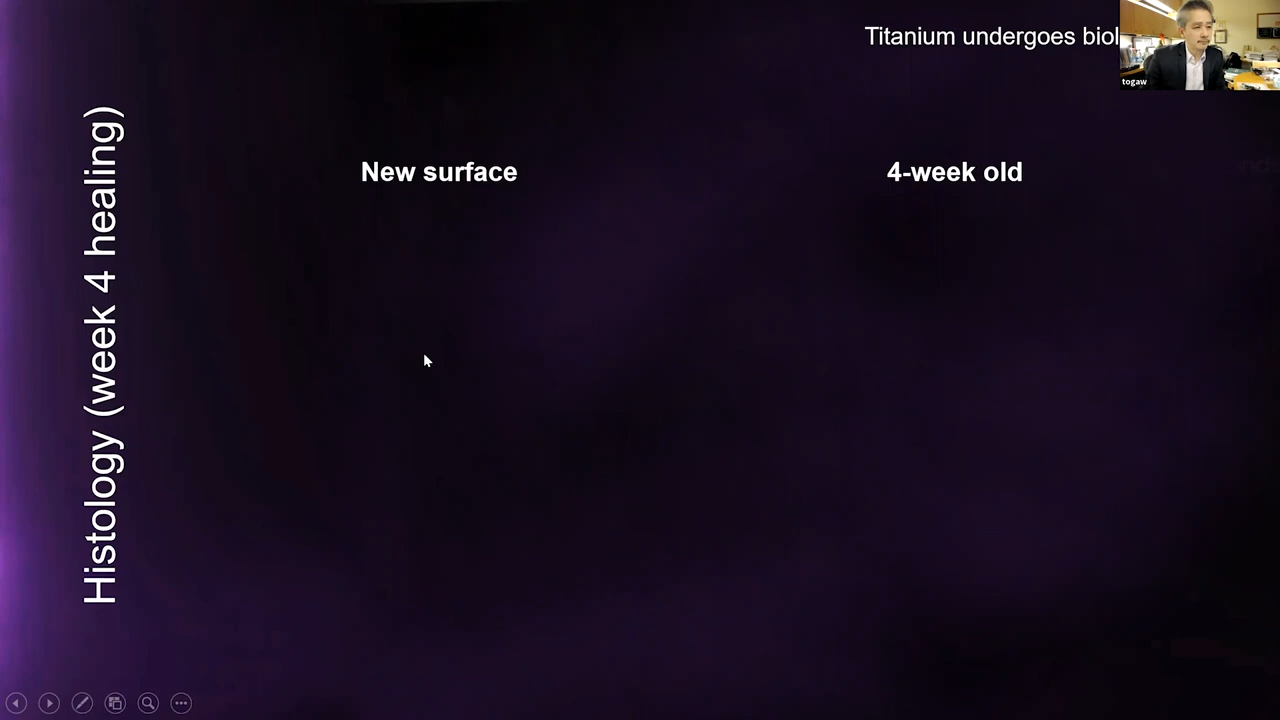 Titanium undergoes biol
togaw
New surface
4-week old
Histology (week 4 healing)